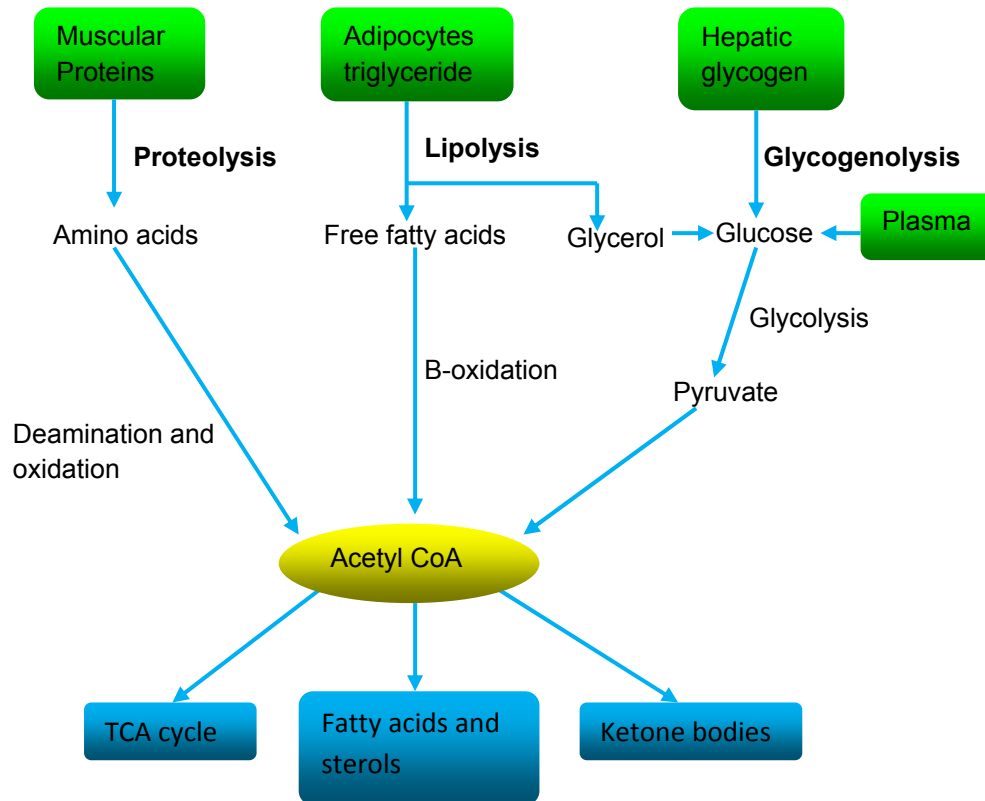 Muscular
Proteins
Adipocytes
triglyceride
Hepatic
glycogen
Proteolysis
Lipolysis
Glycogenolysis
Plasma
Amino acids
Free fatty acids
Glycerol
Glucose
Glycolysis
B-oxidation
Pyruvate
Deamination and
oxidation
Acetyl CoA
TCA cycle
Fatty acids and
sterols
Ketone bodies